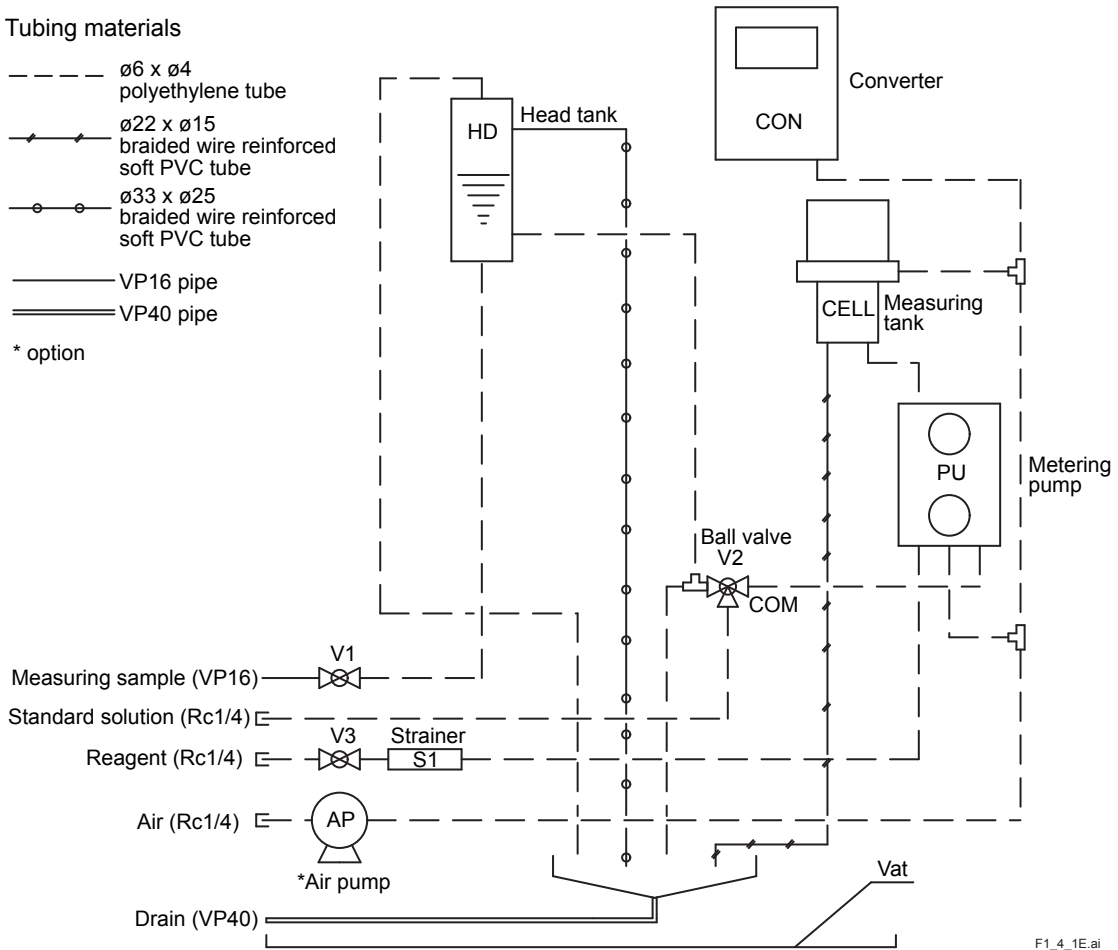 Tubing materials
ø6 x ø4
polyethylene tube
ø22 x ø15
braided wire reinforced
soft PVC tube
ø33 x ø25
braided wire reinforced
soft PVC tube
VP16 pipe
VP40 pipe
* option
HD
Head tank
CON
Converter
CELL
Measuring
tank
PU
Metering
pump
Ball valve
V2
COM
V1
Measuring sample (VP16)
Standard solution (Rc1/4)
V3
Strainer
Reagent (Rc1/4)
S1
Air (Rc1/4)
AP
*Air pump
Vat
Drain (VP40)
F1_4_1E.ai